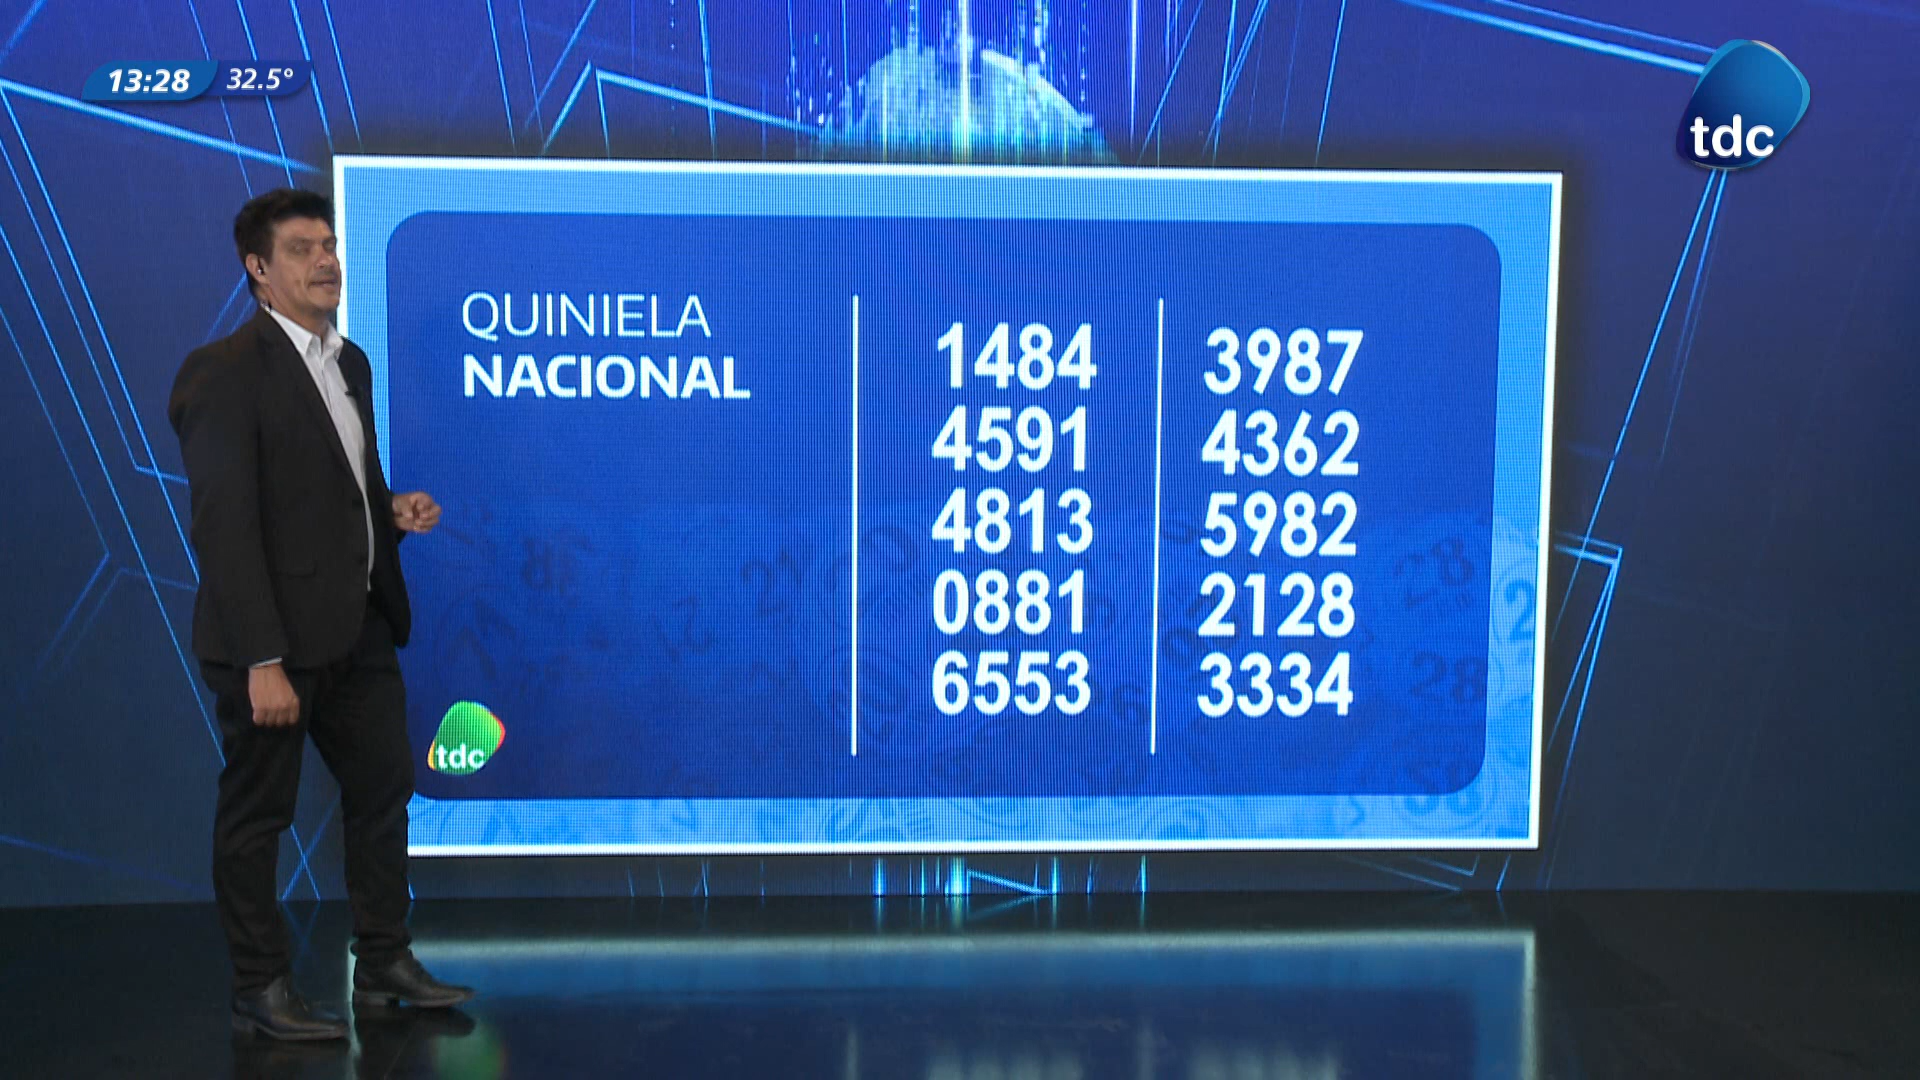 13:28 32.5°
tdc
QUINIELA
NACIONAL
1484
4591
4813
0881
6553
3987
4362
5982
2128
3334
tdc